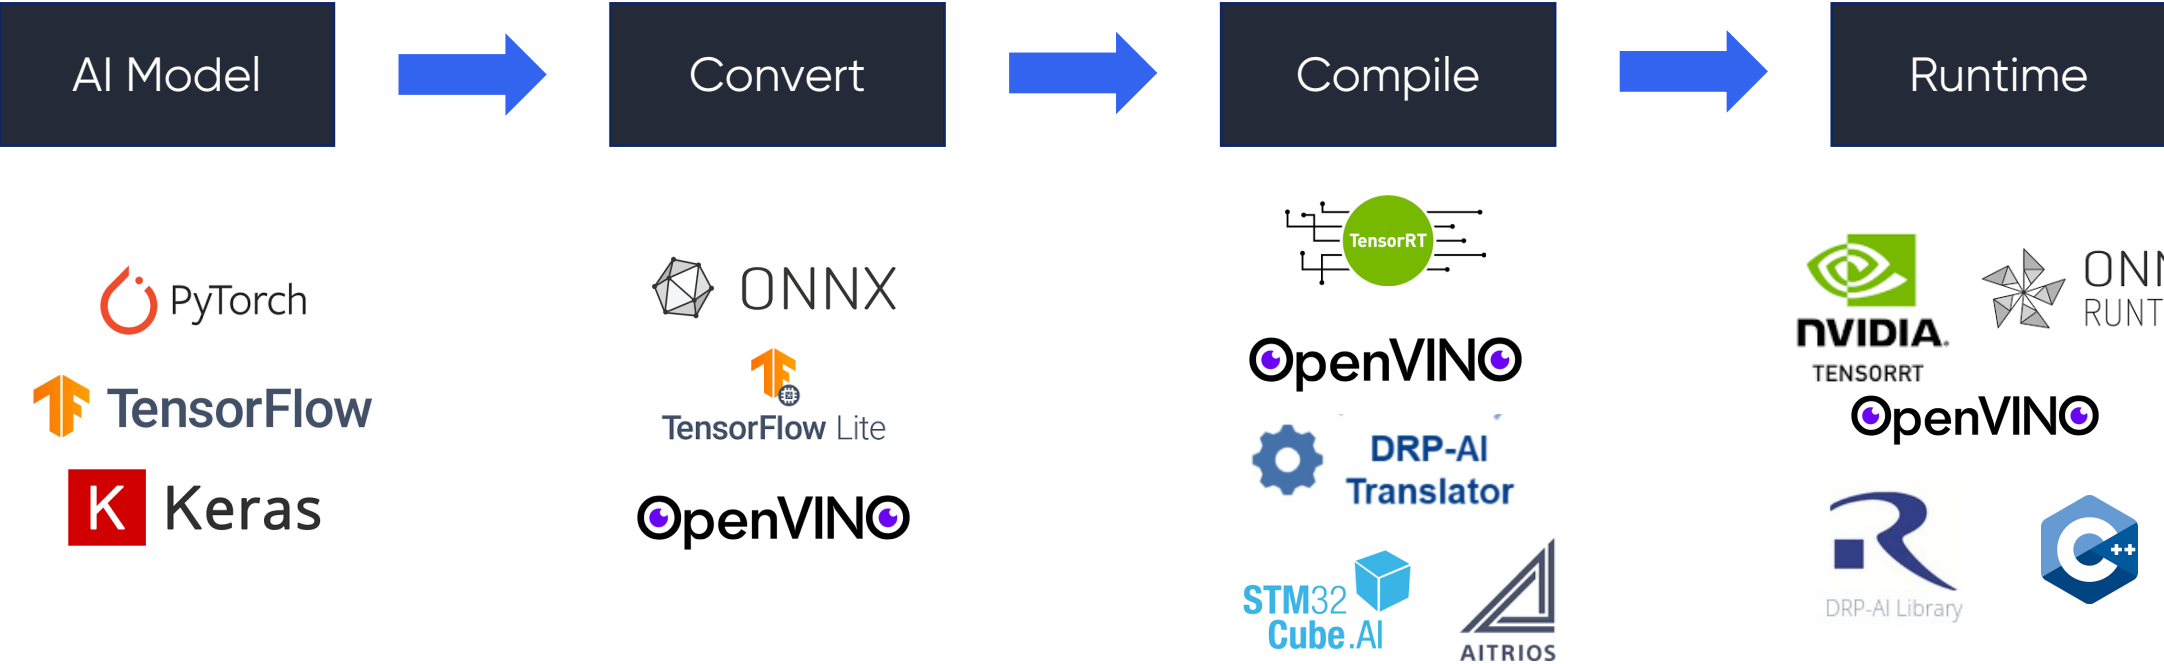 AI Model
Convert
Compile
Runtime
PyTorch
TensorFlow
K Keras
ONNX
TensorFlow Lite
OpenVINO
TensorRT
OpenVINO
DRP-AI
Translator
STM32
Cube.AI
AITRIOS
NVIDIA.
TENSORRT
OpenVINO
DRP-AI Library
C++